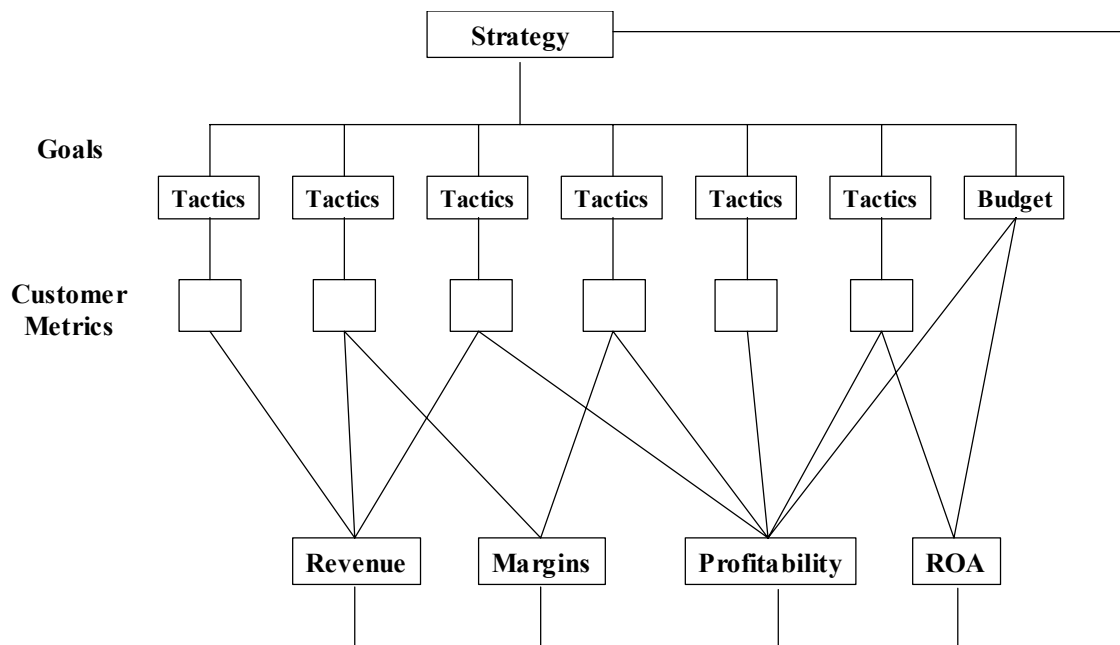 Strategy
Goals
Tactics
Tactics
Tactics
Tactics
Tactics
Tactics
Budget
Customer
Metrics
Revenue
Margins
Profitability
ROA